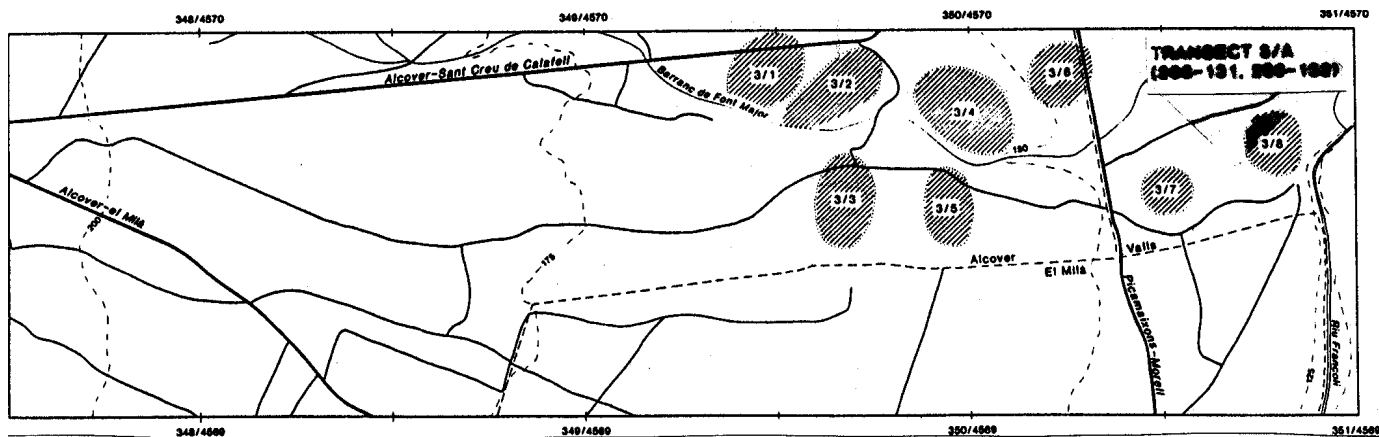 348/4570
349/4570
350/4570
351/4570
TRANSECT 3/A
Alcover-Sant Creu de Calafell
Barranc de Font Major
3/1
3/2
3/4
3/6
3/8
150
3/7
3/3
3/5
Alcover-el Milà
200
175
Alcover
Valls
El Milà
Picamoixons-Morell
Riu Francolí
125
348/4569
349/4569
350/4569
351/4569